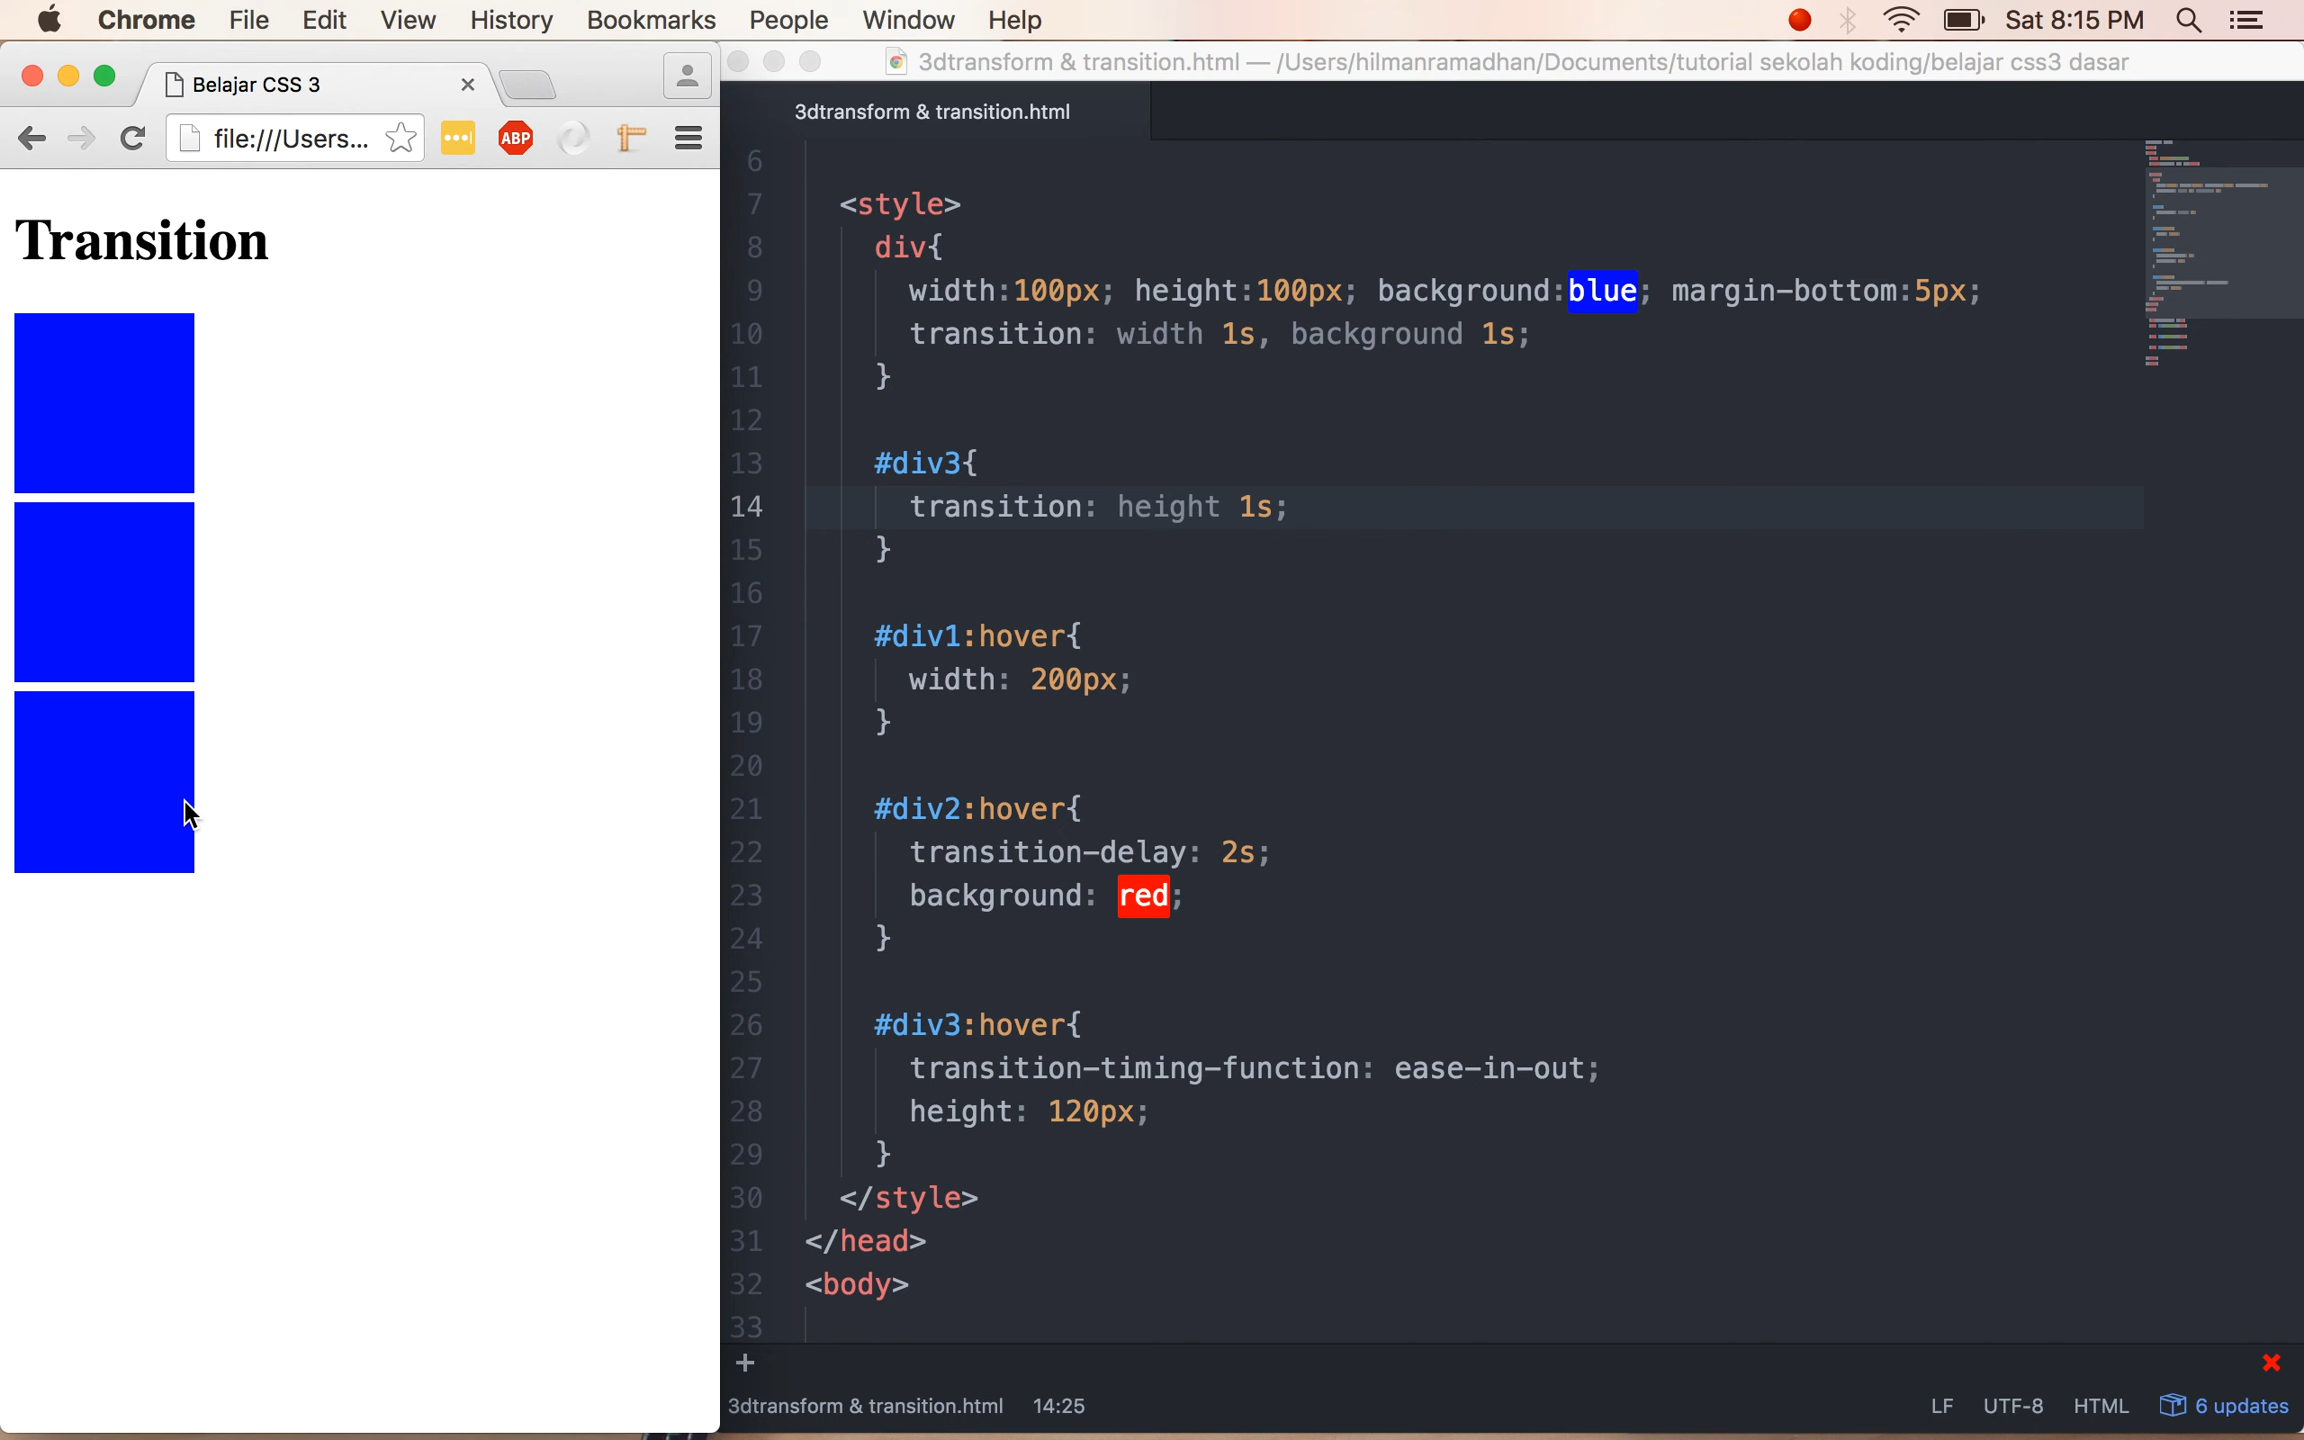 Chrome File Edit View History Bookmarks People Window Help Sat 8:15 PM
Belajar CSS 3
file:///Users...
ABP
Transition
3dtransform & transition.html — /Users/hilmanramadhan/Documents/tutorial sekolah koding/belajar css3 dasar
3dtransform & transition.html
6
7 <style>
8 div{
9 width:100px; height:100px; background:blue; margin-bottom:5px;
10 transition: width 1s, background 1s;
11 }
12
13 #div3{
14 transition: height 1s;
15 }
16
17 #div1:hover{
18 width: 200px;
19 }
20
21 #div2:hover{
22 transition-delay: 2s;
23 background: red;
24 }
25
26 #div3:hover{
27 transition-timing-function: ease-in-out;
28 height: 120px;
29 }
30 </style>
31 </head>
32 <body>
33
3dtransform & transition.html 14:25 LF UTF-8 HTML 6 updates